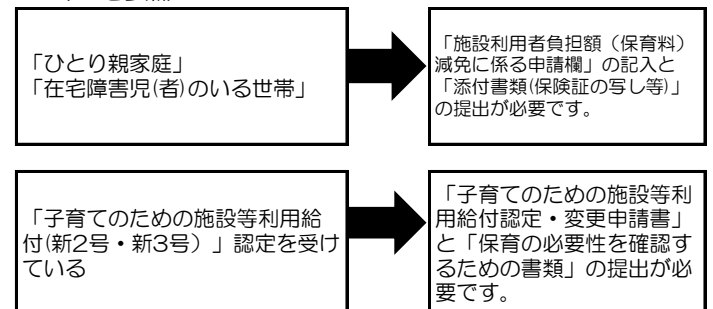 「ひとり親家庭」
「在宅障害児(者)のいる世帯」
「施設利用者負担額（保育料）
減免に係る申請欄」の記入と
「添付書類(保険証の写し等)」
の提出が必要です。
「子育てのための施設等利用給
付(新2号・新3号）」認定を受け
ている
「子育てのための施設等利
用給付認定・変更申請書」
と「保育の必要性を確認す
るための書類」の提出が必
要です。